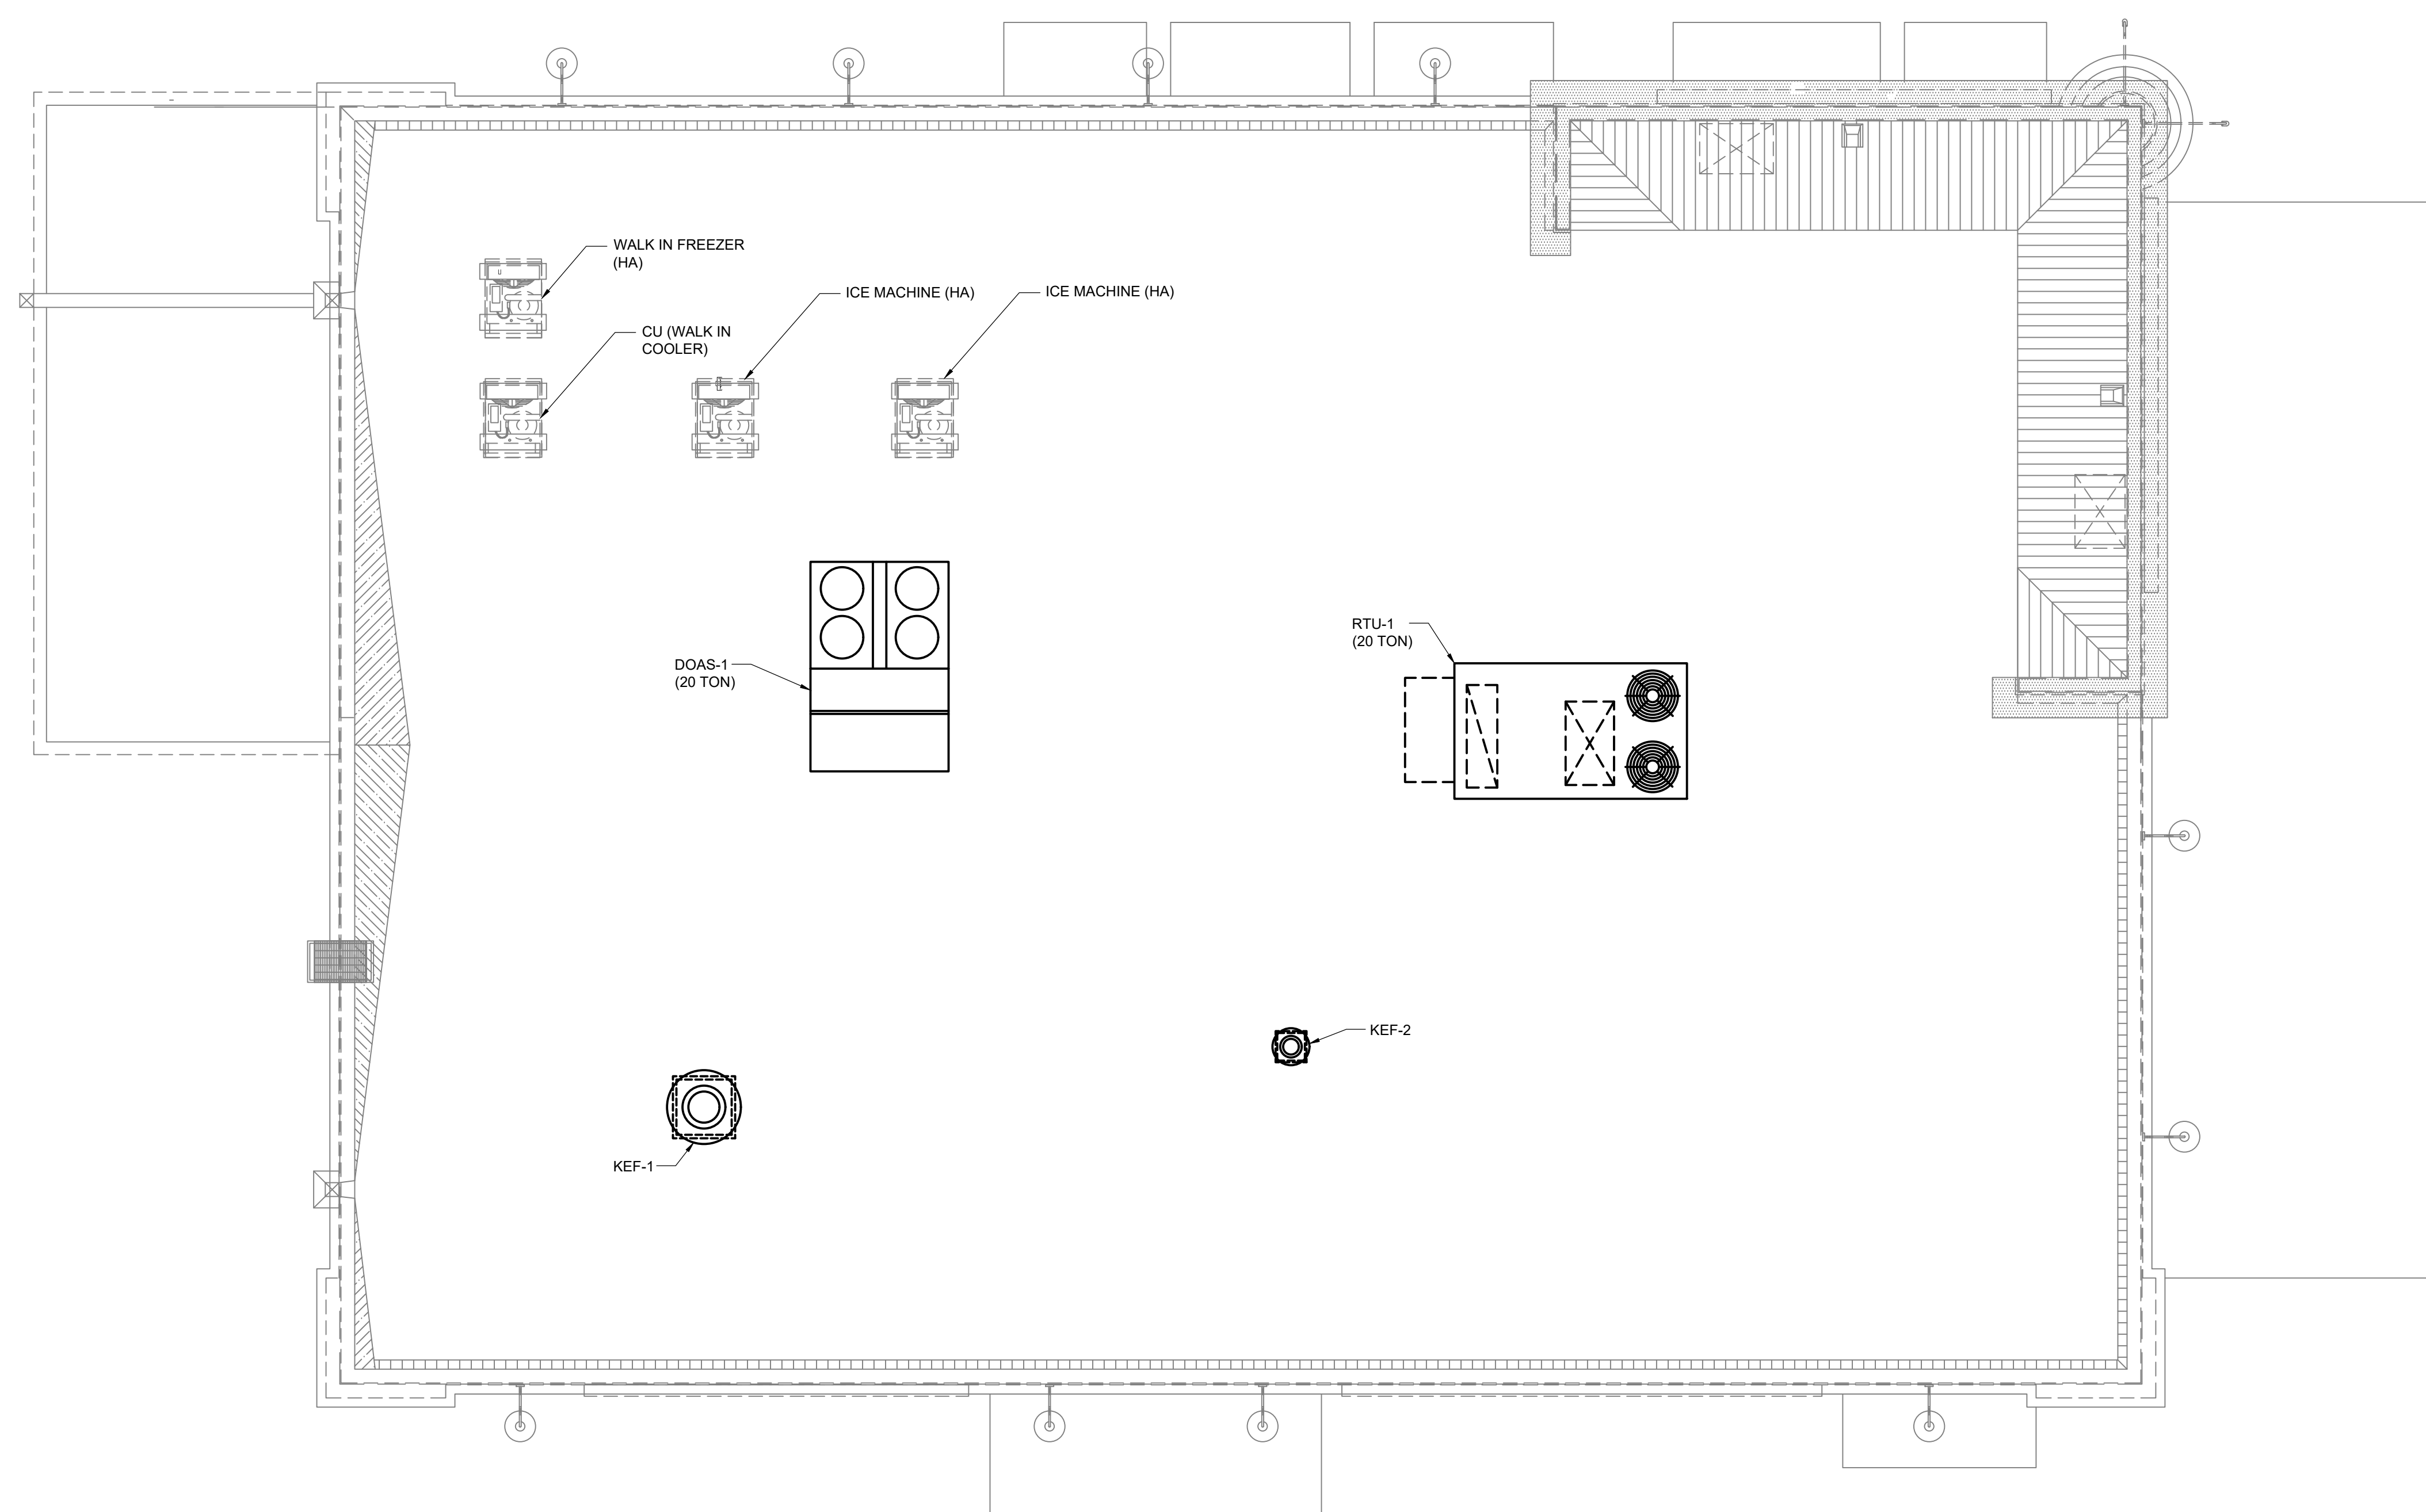 WALK IN FREEZER
(HA)
ICE MACHINE (HA)
ICE MACHINE (HA)
CU (WALK IN
COOLER)
RTU-1
(20 TON)
DOAS-1
(20 TON)
KEF-2
KEF-1